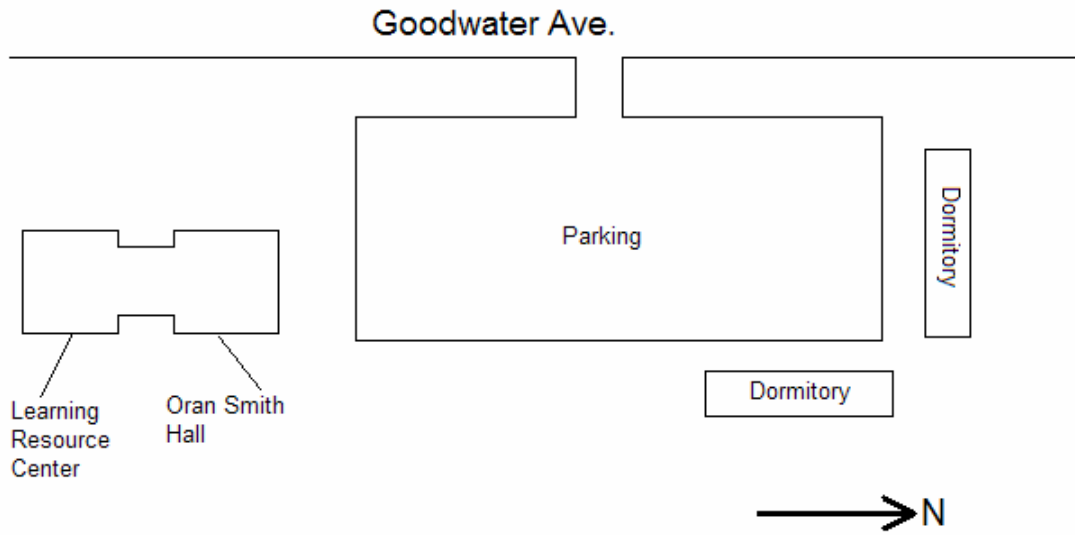 Goodwater Ave.
Parking
Dormitory
Learning
Resource
Center
Oran Smith
Hall
Dormitory
N